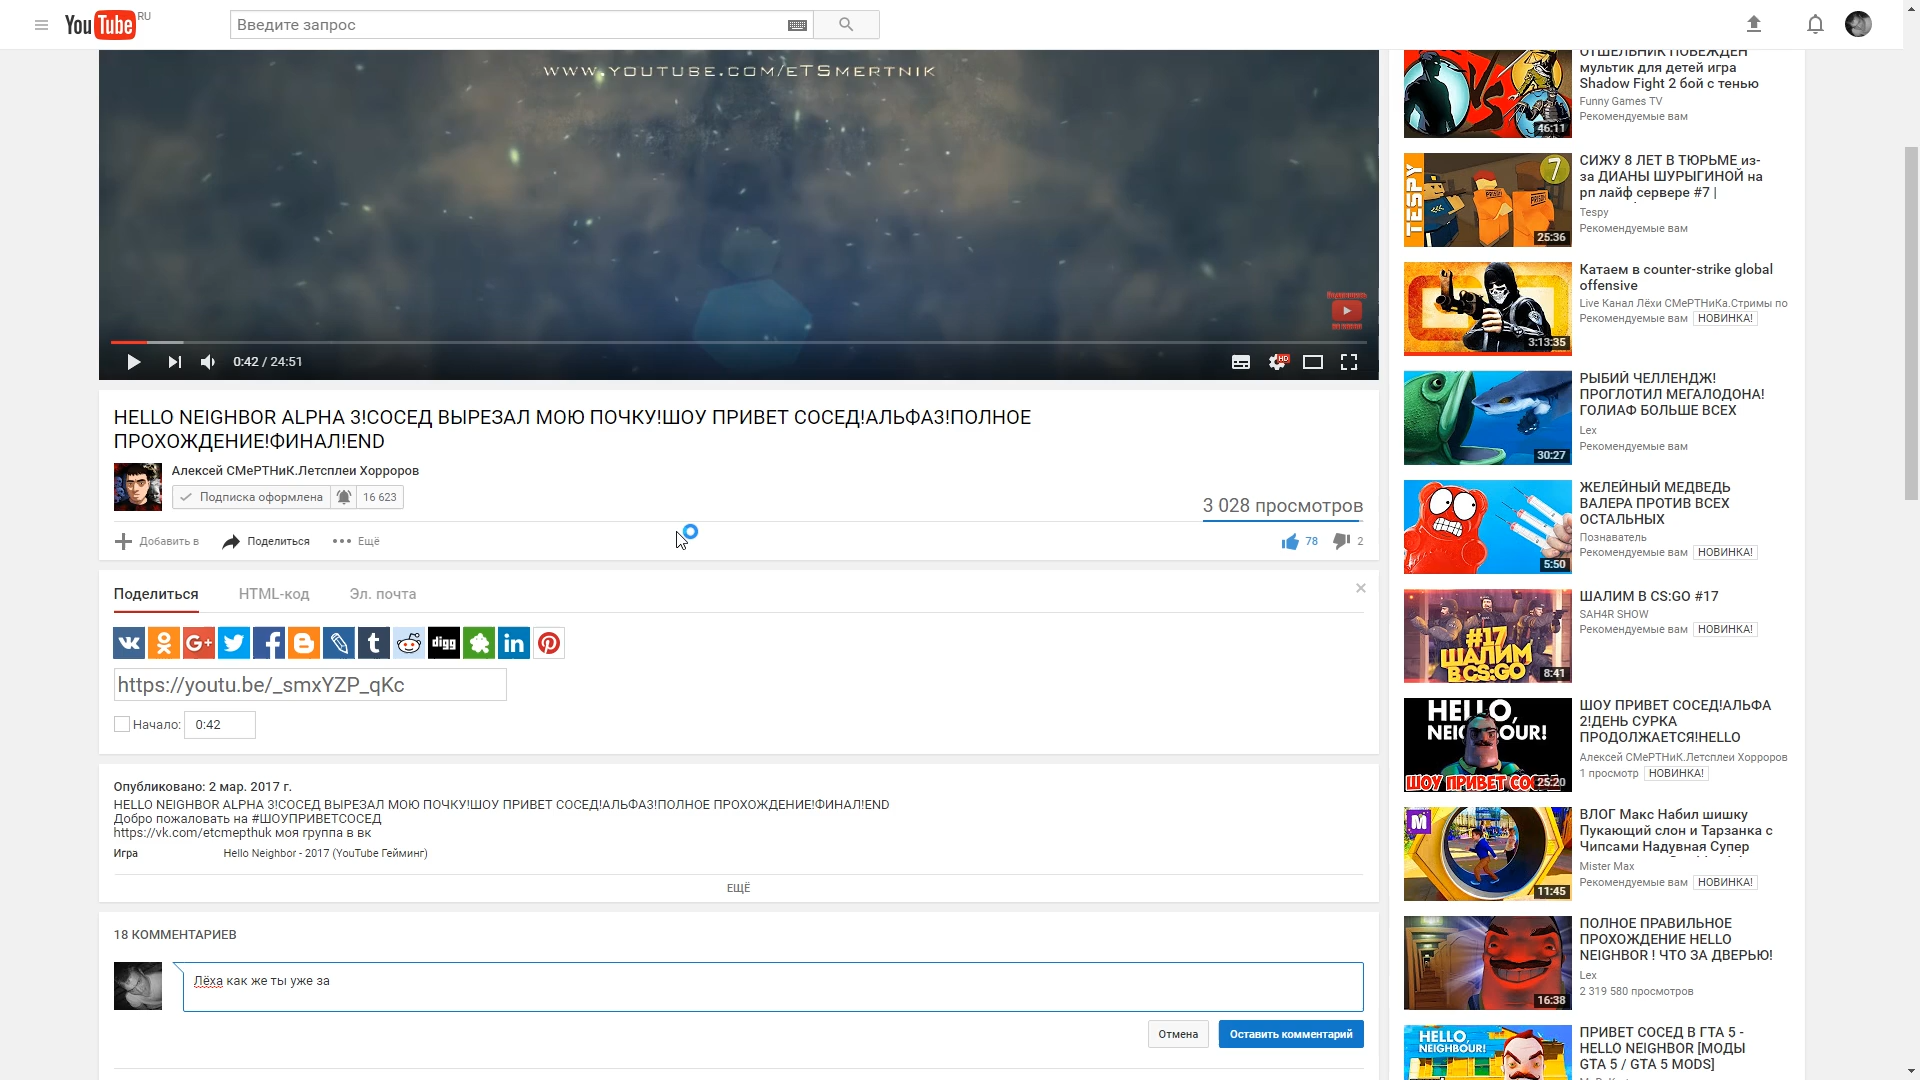 YouTube RU
Введите запрос
WWW.YOUTUBE.COM/ETSMERTNIK
0:42 / 24:51
HD
HELLO NEIGHBOR ALPHA 3!СОСЕД ВЫРЕЗАЛ МОЮ ПОЧКУ!ШОУ ПРИВЕТ СОСЕД!АЛЬФА3!ПОЛНОЕ
ПРОХОЖДЕНИЕ!ФИНАЛ!END
Алексей СМеРТНиК.Летсплеи Хорроров
Подписка оформлена
16 623
3 028 просмотров
Добавить в
Поделиться
Ещё
78
2
Поделиться
HTML-код
Эл. почта
digg
https://youtu.be/_smxYZP_qKc
Начало: 0:42
Опубликовано: 2 мар. 2017 г.
HELLO NEIGHBOR ALPHA 3!СОСЕД ВЫРЕЗАЛ МОЮ ПОЧКУ!ШОУ ПРИВЕТ СОСЕД!АЛЬФА3!ПОЛНОЕ ПРОХОЖДЕНИЕ!ФИНАЛ!END
Добро пожаловать на #ШОУПРИВЕТСОСЕД
https://vk.com/etcmepthuk моя группа в вк
Игра Hello Neighbor - 2017 (YouTube Гейминг)
ЕЩЁ
18 КОММЕНТАРИЕВ
Лёха как же ты уже за
Отмена
Оставить комментарий
ОТШЕЛЬНИК ПОБЕЖДЕН
мультик для детей игра
Shadow Fight 2 бой с тенью
Funny Games TV
Рекомендуемые вам
VS
46:11
СИЖУ 8 ЛЕТ В ТЮРЬМЕ из-
за ДИАНЫ ШУРЫГИНОЙ на
рп лайф сервере #7 |
Tespy
Рекомендуемые вам
TESPY
7
25:36
Катаем в counter-strike global
offensive
Live Канал Лёхи СМеРТНиКа.Стримы по
Рекомендуемые вам НОВИНКА!
3:13:35
РЫБИЙ ЧЕЛЛЕНДЖ!
ПРОГЛОТИЛ МЕГАЛОДОНА!
ГОЛИАФ БОЛЬШЕ ВСЕХ
Lex
Рекомендуемые вам
30:27
ЖЕЛЕЙНЫЙ МЕДВЕДЬ
ВАЛЕРА ПРОТИВ ВСЕХ
ОСТАЛЬНЫХ
Познаватель
Рекомендуемые вам НОВИНКА!
5:50
ШАЛИМ В CS:GO #17
SAH4R SHOW
Рекомендуемые вам НОВИНКА!
#17
ШАЛИМ
В CS:GO
8:41
ШОУ ПРИВЕТ СОСЕД!АЛЬФА
2!ДЕНЬ СУРКА
ПРОДОЛЖАЕТСЯ!HELLO
Алексей СМеРТНиК.Летсплеи Хорроров
1 просмотр НОВИНКА!
25:20
ВЛОГ Макс Набил шишку
Пукающий слон и Тарзанка с
Чипсами Надувная Супер
Mister Max
Рекомендуемые вам НОВИНКА!
M
11:45
ПОЛНОЕ ПРАВИЛЬНОЕ
ПРОХОЖДЕНИЕ HELLO
NEIGHBOR ! ЧТО ЗА ДВЕРЬЮ!
Lex
2 319 580 просмотров
16:38
ПРИВЕТ СОСЕД В ГТА 5 -
HELLO NEIGHBOR [МОДЫ
GTA 5 / GTA 5 MODS]
HELLO,
NEIGHBOUR!